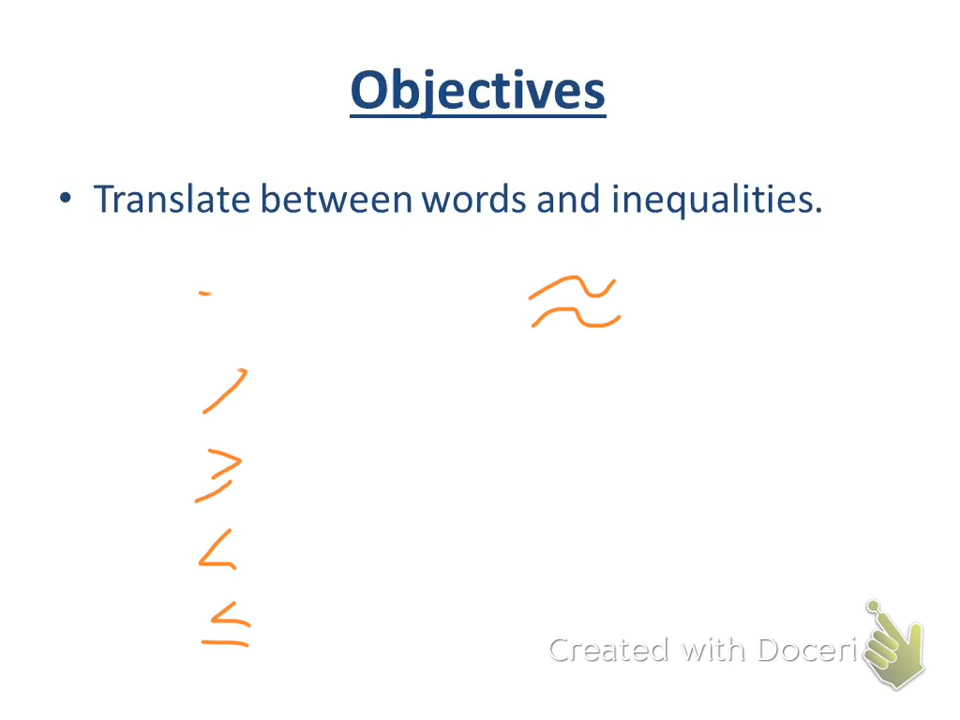 Objectives
• Translate between words and inequalities.
≈
≥
<
≤
Created with Doceri